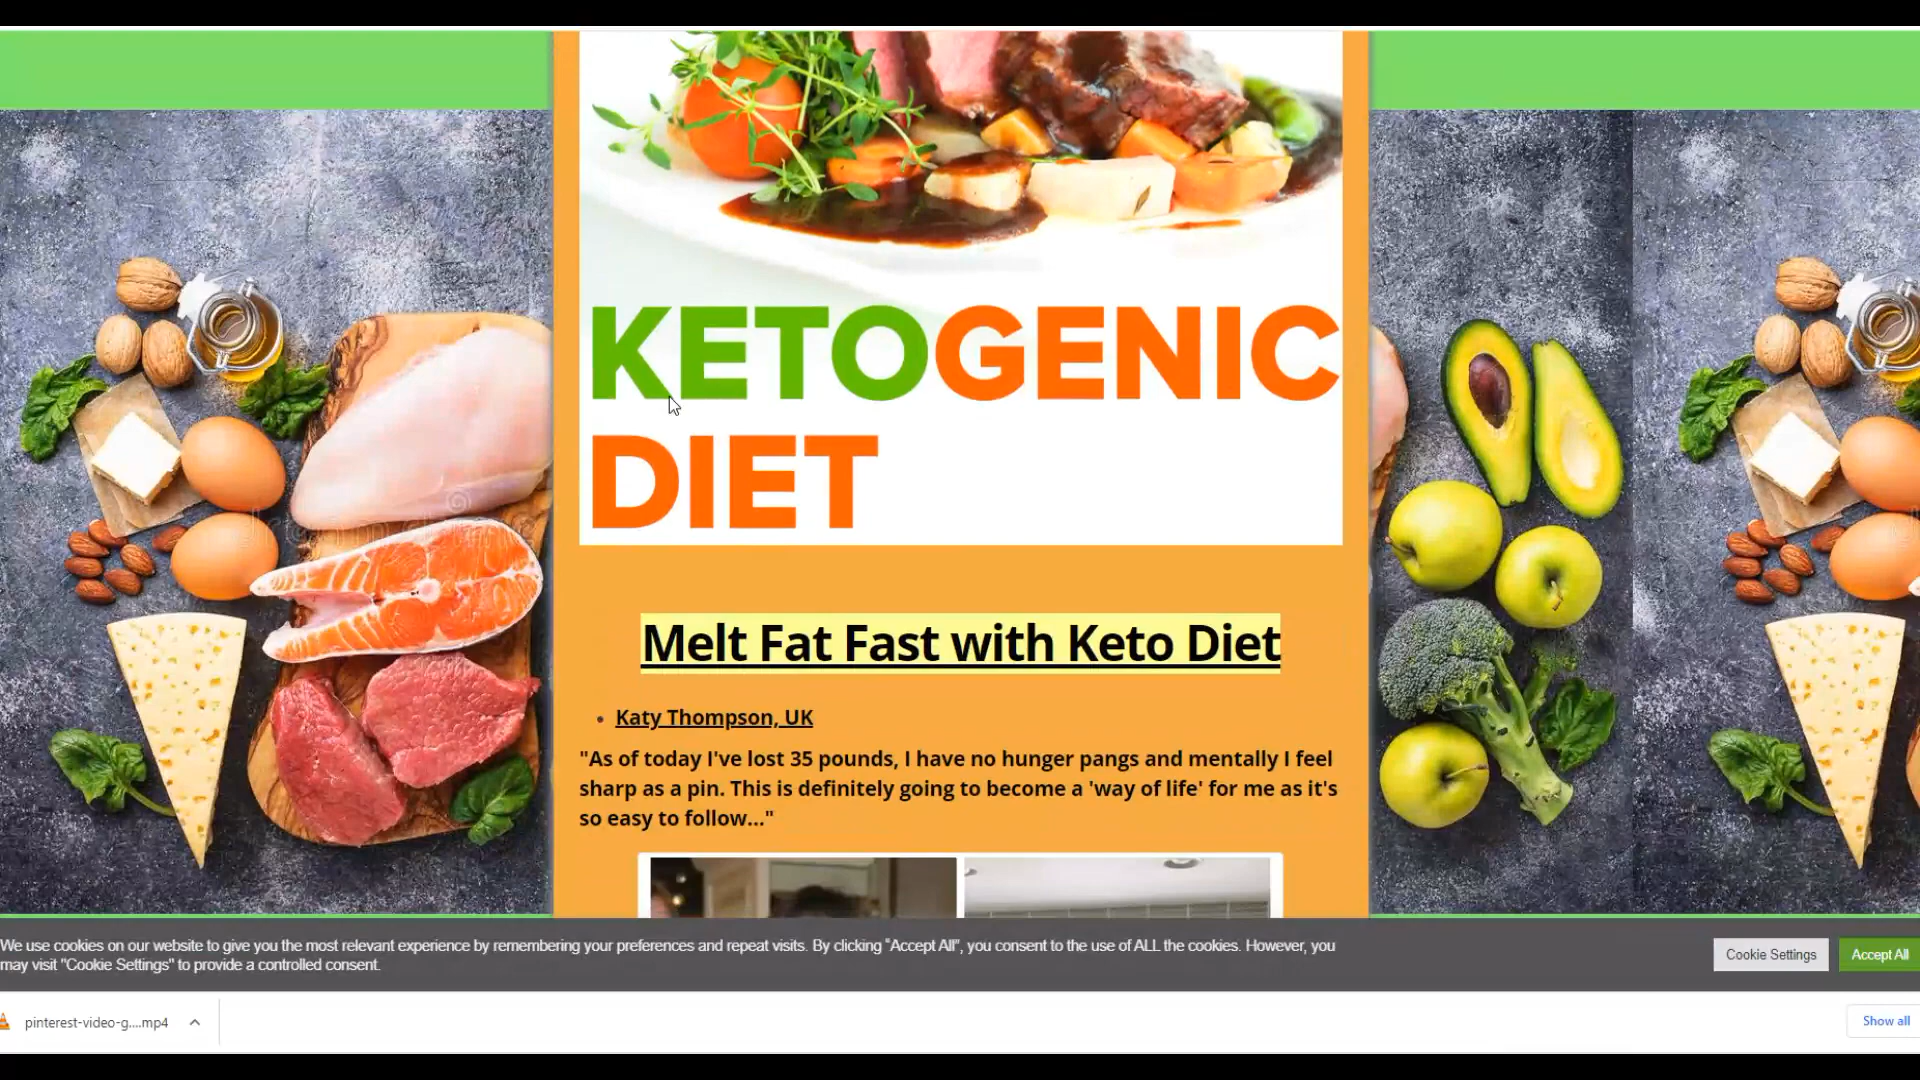 KETOGENIC
DIET
Melt Fat Fast with Keto Diet
• Katy Thompson, UK
"As of today I've lost 35 pounds, I have no hunger pangs and mentally I feel
sharp as a pin. This is definitely going to become a 'way of life' for me as it's
so easy to follow..."
We use cookies on our website to give you the most relevant experience by remembering your preferences and repeat visits. By clicking "Accept All", you consent to the use of ALL the cookies. However, you
may visit "Cookie Settings" to provide a controlled consent.
Cookie Settings
Accept All
pinterest-video-g....mp4
Show all